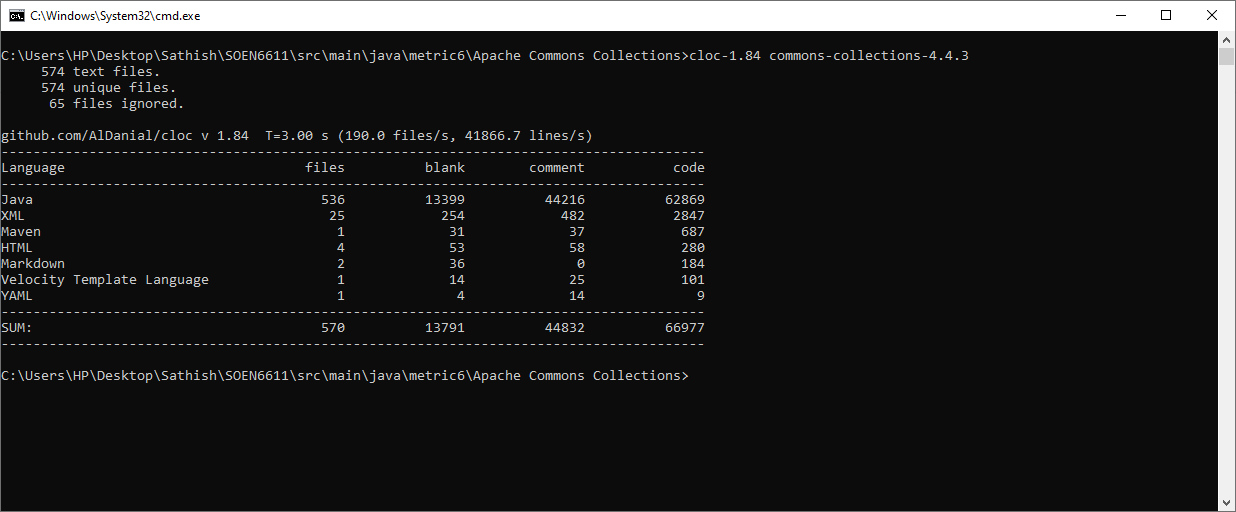 C:\Windows\System32\cmd.exe
C:\Users\HP\Desktop\Sathish\SOEN6611\src\main\java\metric6\Apache Commons Collections>cloc-1.84 commons-collections-4.4.3
     574 text files.
     574 unique files.
      65 files ignored.
github.com/AlDanial/cloc v 1.84  T=3.00 s (190.0 files/s, 41866.7 lines/s)
----------------------------------------------------------------------------------------
Language                              files          blank        comment           code
----------------------------------------------------------------------------------------
Java                                    536          13399          44216          62869
XML                                      25            254            482           2847
Maven                                     1             31             37            687
HTML                                      4             53             58            280
Markdown                                  2             36              0            184
Velocity Template Language                1             14             25            101
YAML                                      1              4             14              9
----------------------------------------------------------------------------------------
SUM:                                    570          13791          44832          66977
----------------------------------------------------------------------------------------
C:\Users\HP\Desktop\Sathish\SOEN6611\src\main\java\metric6\Apache Commons Collections>